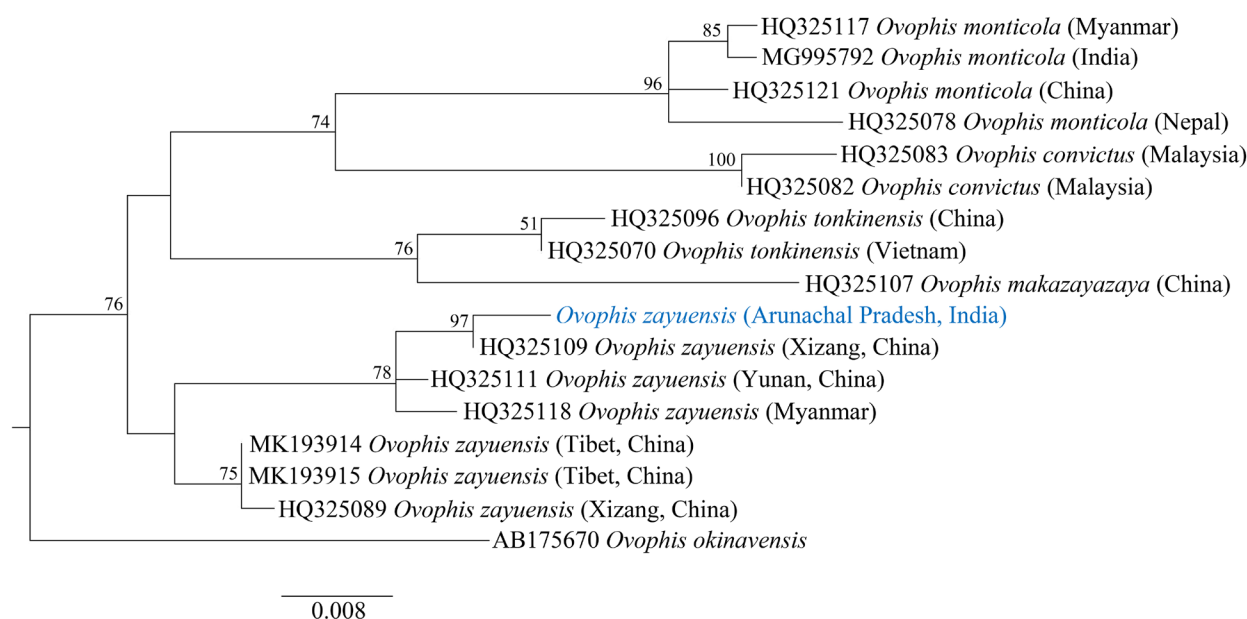 85
HQ325117 Ovophis monticola (Myanmar)
MG995792 Ovophis monticola (India)
96
HQ325121 Ovophis monticola (China)
74
HQ325078 Ovophis monticola (Nepal)
100
HQ325083 Ovophis convictus (Malaysia)
HQ325082 Ovophis convictus (Malaysia)
51
HQ325096 Ovophis tonkinensis (China)
76
HQ325070 Ovophis tonkinensis (Vietnam)
HQ325107 Ovophis makazayazaya (China)
76
97
Ovophis zayuensis (Arunachal Pradesh, India)
HQ325109 Ovophis zayuensis (Xizang, China)
78
HQ325111 Ovophis zayuensis (Yunan, China)
HQ325118 Ovophis zayuensis (Myanmar)
MK193914 Ovophis zayuensis (Tibet, China)
75
MK193915 Ovophis zayuensis (Tibet, China)
HQ325089 Ovophis zayuensis (Xizang, China)
AB175670 Ovophis okinavensis
0.008